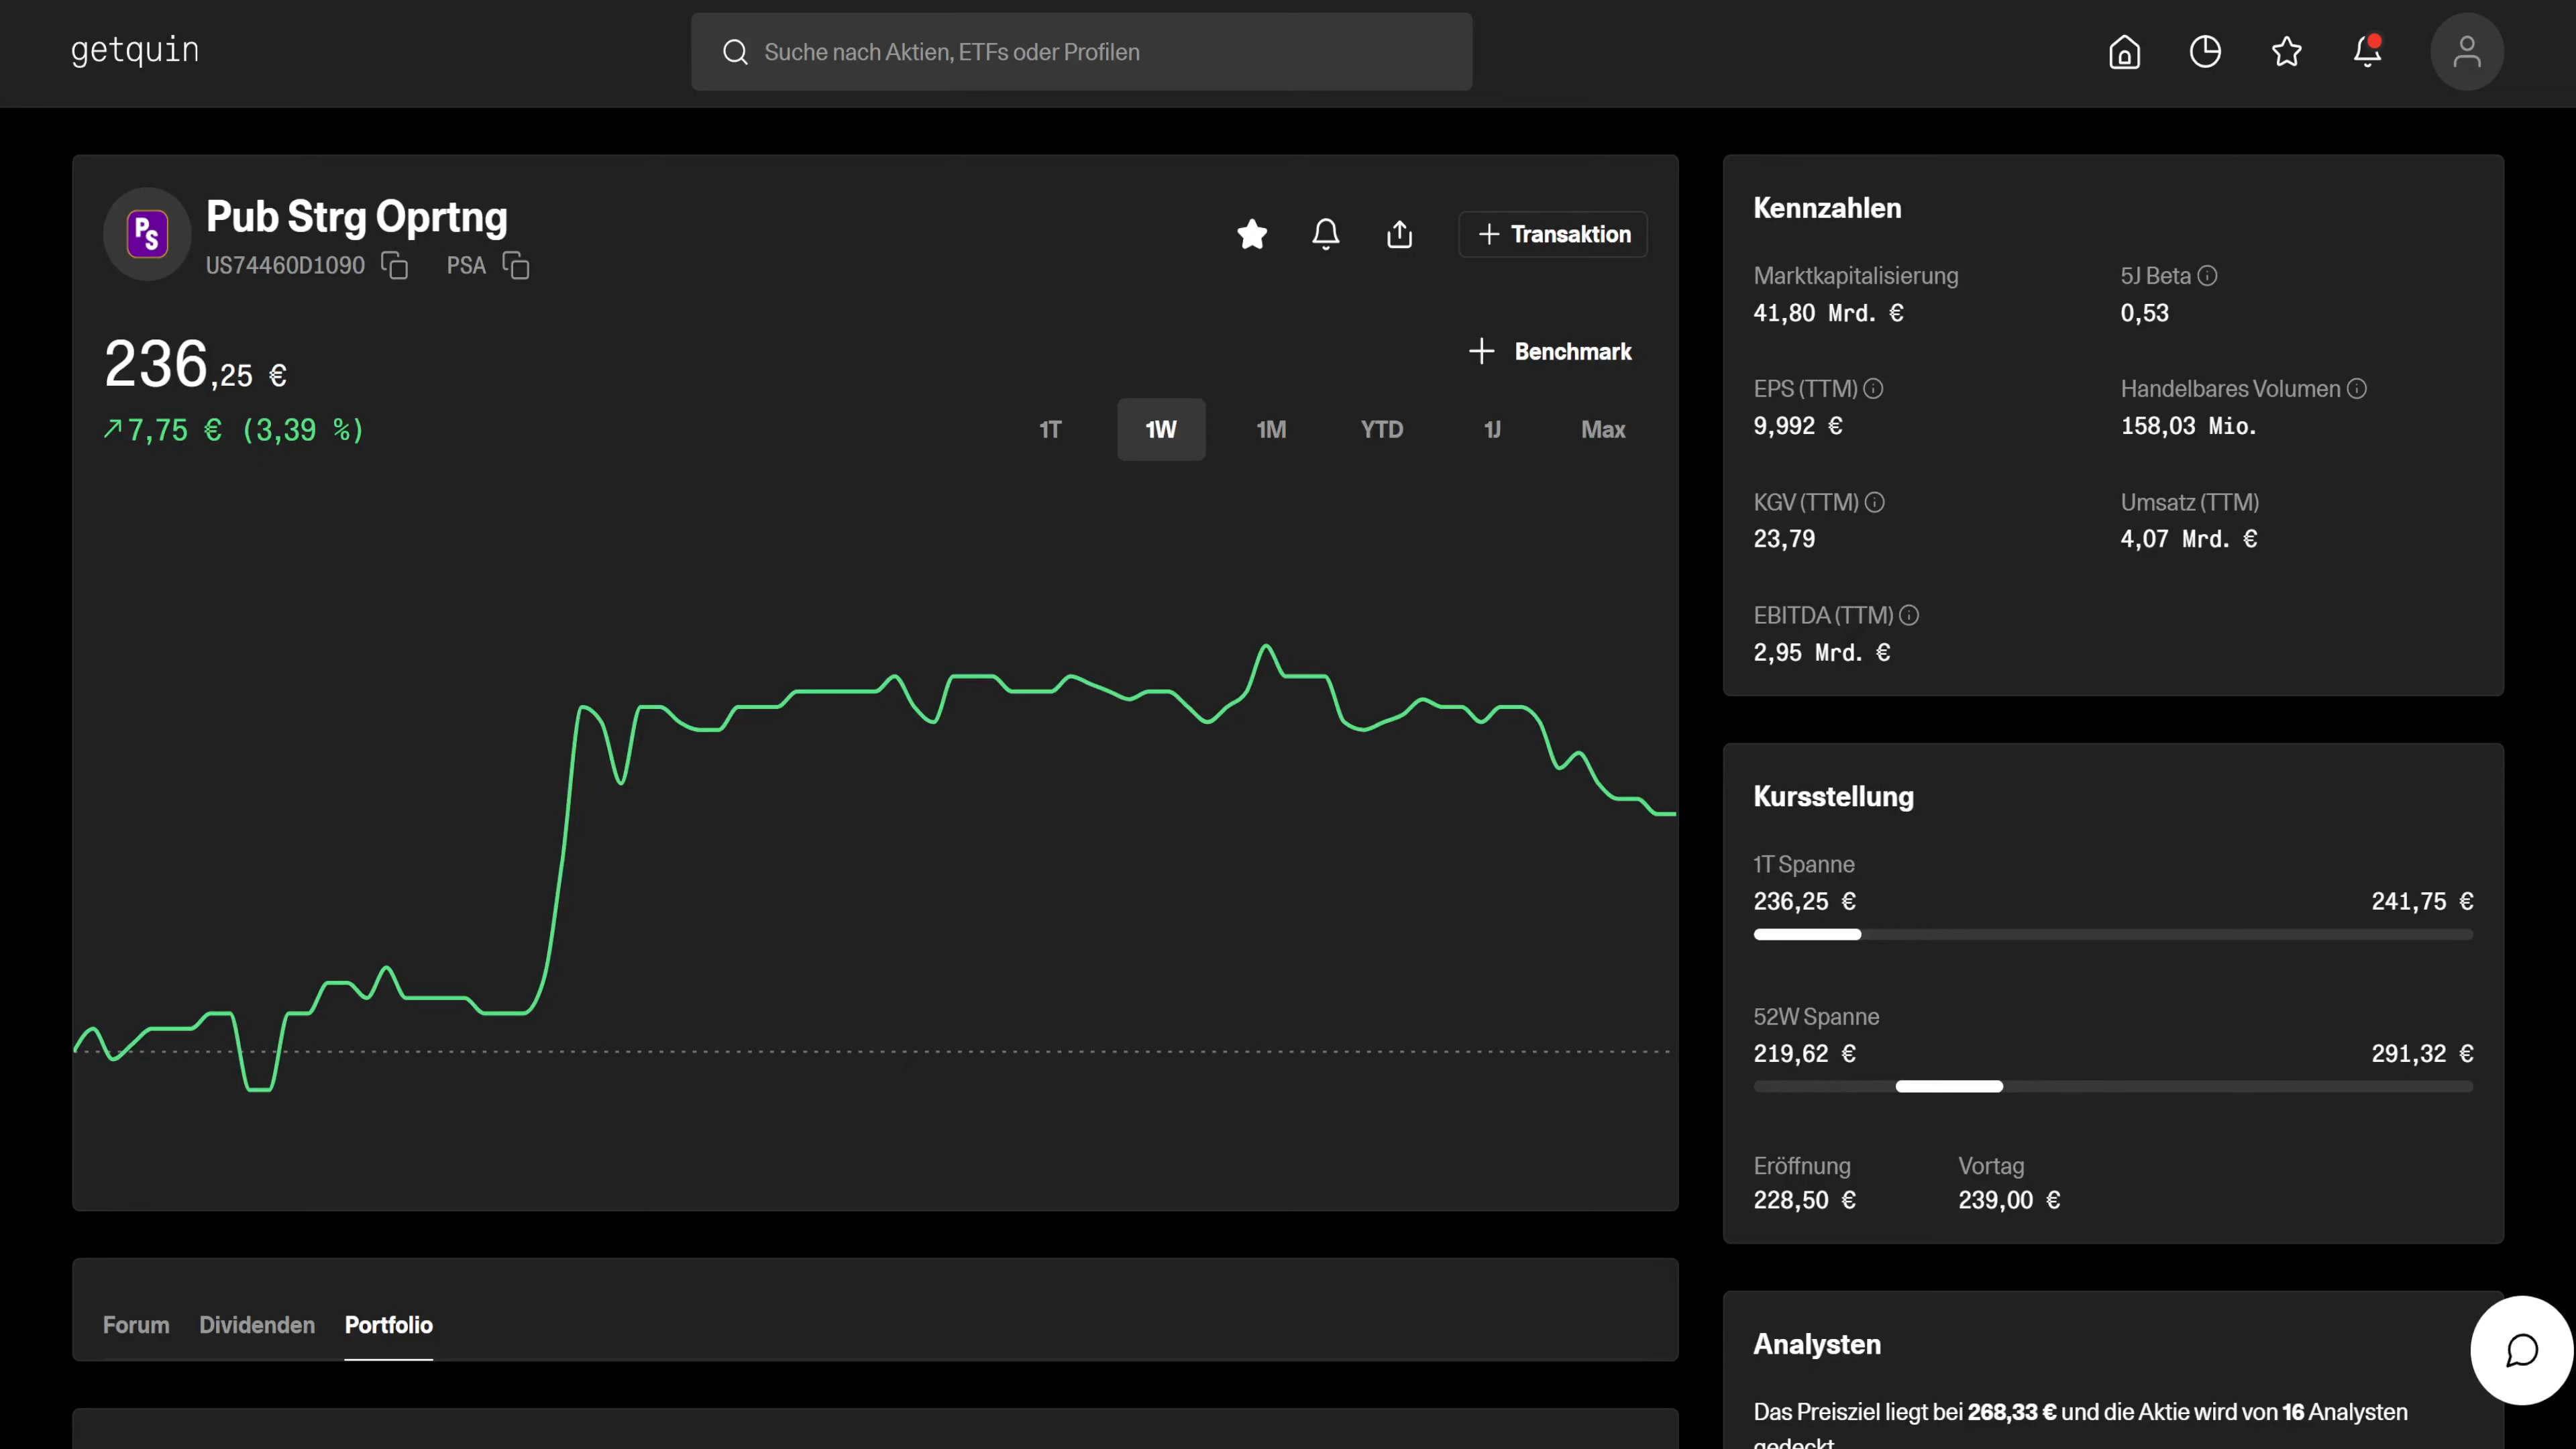 getquin
Suche nach Aktien, ETFs oder Profilen
PS
Pub Strg Oprtng
US74460D1090 PSA
Transaktion
236,25 €
Benchmark
7,75 € (3,39 %)
1T 1W 1M YTD 1J Max
Forum Dividenden Portfolio
Kennzahlen
Marktkapitalisierung 5J Beta
41,80 Mrd. € 0,53
EPS (TTM) Handelbares Volumen
9,992 € 158,03 Mio.
KGV (TTM) Umsatz (TTM)
23,79 4,07 Mrd. €
EBITDA (TTM)
2,95 Mrd. €
Kursstellung
1T Spanne
236,25 € 241,75 €
52W Spanne
219,62 € 291,32 €
Eröffnung Vortag
228,50 € 239,00 €
Analysten
Das Preisziel liegt bei 268,33 € und die Aktie wird von 16 Analysten
gedeckt